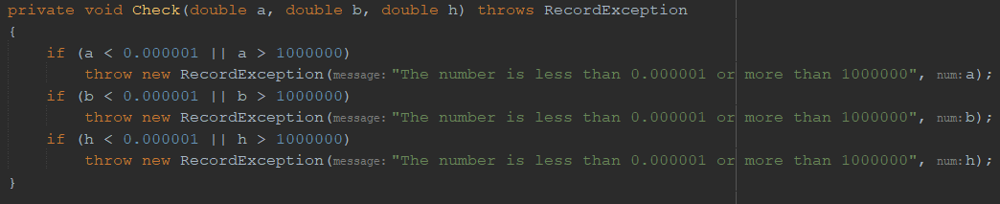 private void Check(double a, double b, double h) throws RecordException
{
if (a < 0.000001 || a > 1000000)
throw new RecordException(message: "The number is less than 0.000001 or more than 1000000", num: a);
if (b < 0.000001 || b > 1000000)
throw new RecordException(message: "The number is less than 0.000001 or more than 1000000", num: b);
if (h < 0.000001 || h > 1000000)
throw new RecordException(message: "The number is less than 0.000001 or more than 1000000", num: h);
}